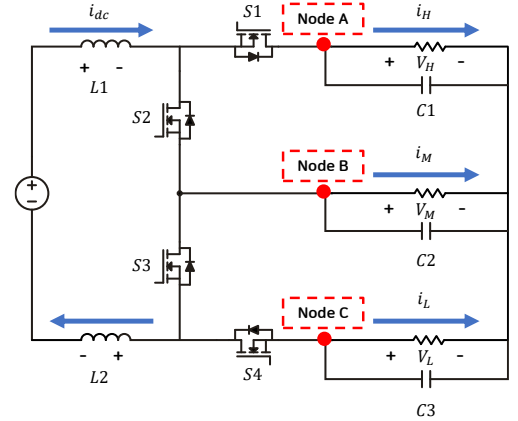 i_dc
S1
Node A
i_H
+ -
L1
+ V_H -
C1
S2
Node B
i_M
+ -
+ V_M -
C2
S3
Node C
i_L
- +
L2
S4
+ V_L -
C3